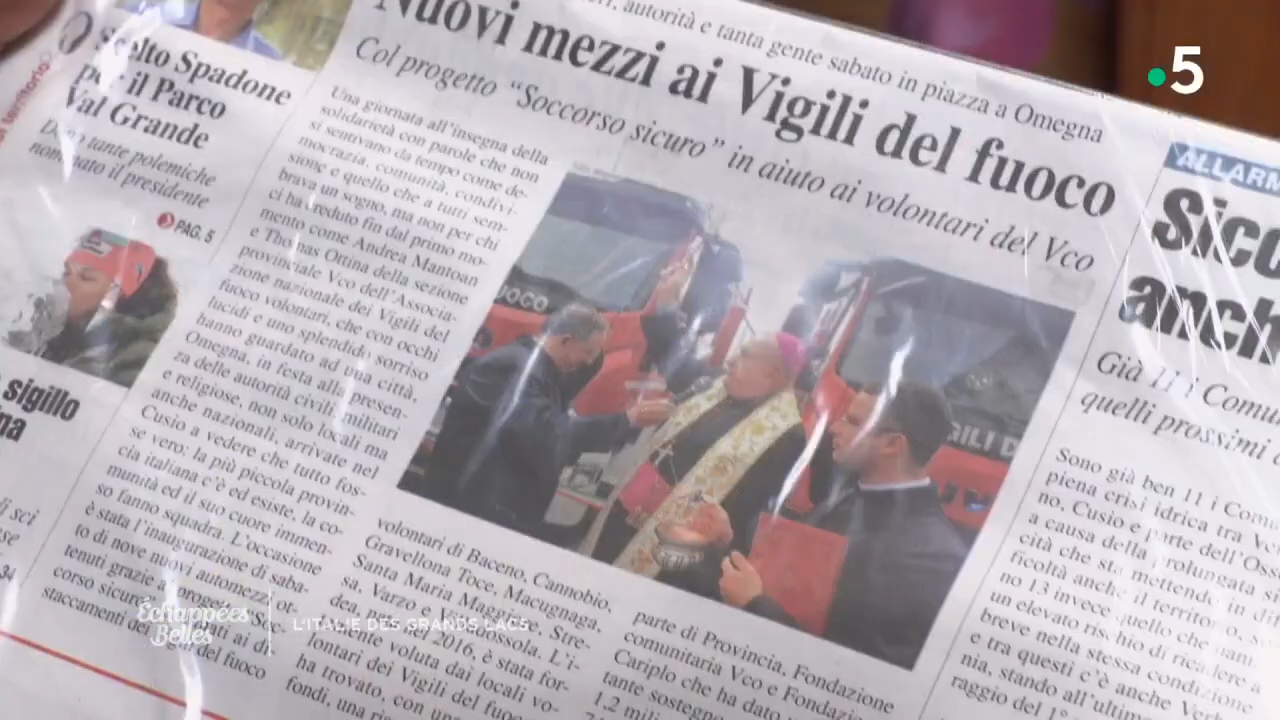 5
autorità e tanta gente sabato in piazza a Omegna
Nuovi mezzi ai Vigili del fuoco
Col progetto “Soccorso sicuro” in aiuto ai volontari del Vco
Scelto Spadone
per il Parco
Val Grande
Dopo tante polemiche
nominato il presidente
PAG. 5
sigillo
di sci
34
Una giornata all'insegna della
solidarietà con parole che non
si sentivano da tempo come de-
mocrazia, comunità, condivi-
sione e quello che a tutti sem-
brava un sogno, ma non per chi
ci ha creduto fin dal primo mo-
mento come Andrea Mantoan
e Thomas Ottina della sezione
provinciale Vco dell'Associa-
zione nazionale dei Vigili del
fuoco volontari, che con occhi
lucidi e uno splendido sorriso
hanno guardato ad una città,
Omegna, in festa alla presen-
za delle autorità civili, militari
e religiose, non solo locali ma
anche nazionali, arrivate nel
Cusio a vedere che tutto fos-
se vero: la più piccola provin-
cia italiana c'è ed esiste, la co-
munità ed il suo cuore immen-
so fanno squadra. L'occasione
è stata l'inaugurazione di saba-
to di nove nuovi automezzi ot-
tenuti grazie al progetto Soc-
corso sicuro
staccamenti dei Vigili del fuoco
volontari di Baceno, Cannobio,
Gravellona Toce, Macugnaga,
Santa Maria Maggiore, Stre-
sa, Varzo e Villadossola. L'i-
dea, nata nel 2016, è stata for-
temente voluta dai locali vo-
lontari dei Vigili del fuoco
ha trovato, con
fondi, una
parte di Provincia, Fondazione
comunitaria Vco e Fondazione
Cariplo che ha dato
tante sostegno
1,2
FUOCO
VIGILI D
ALLARM
Già 11 i Comu
quelli prossimi
Sono già ben 11 i Comu
piena crisi idrica tra
no, Cusio e parte dell'Oss
a causa della prolungata
cità che sta mettendo in dif
ficoltà anche il territorio.
no 13 invece quello che
un elevato rischio di ricadere
breve nella stessa condizione
e tra questi c'è anche
nia, stando all'ultimo
raggio del 1°
Échappées
Belles
L'ITALIE DES GRANDS LACS